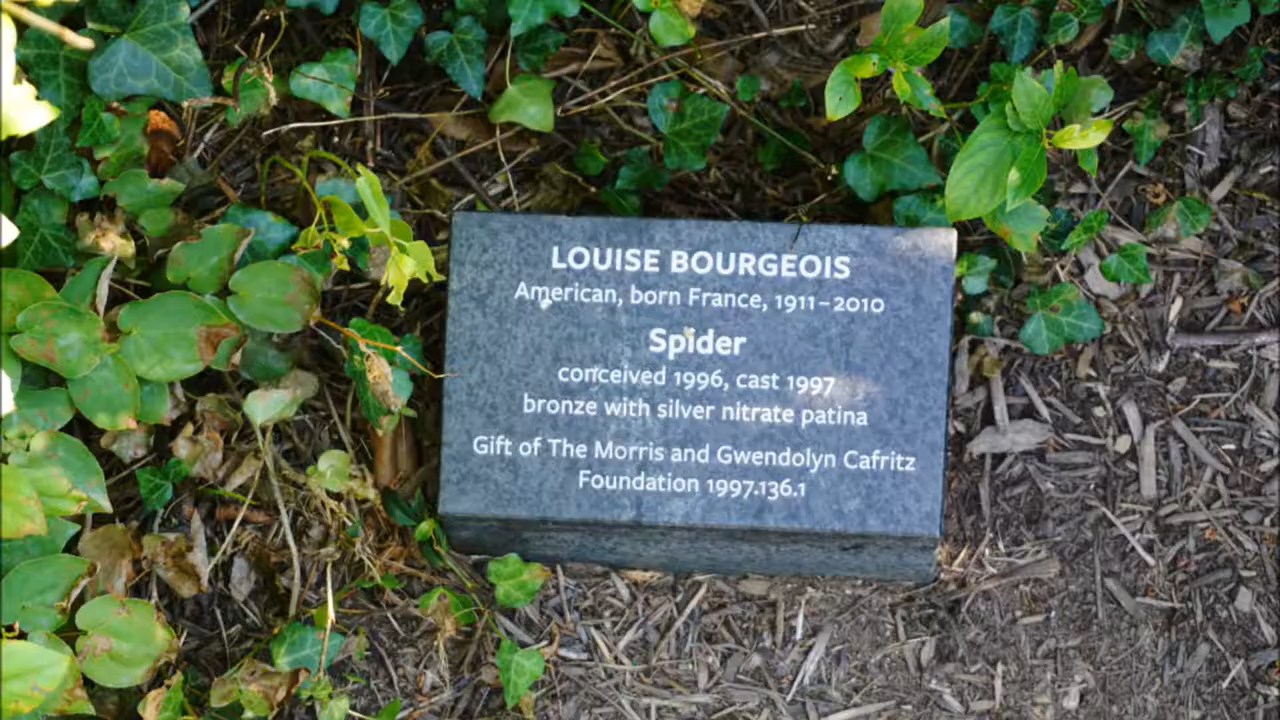 LOUISE BOURGEOIS
American, born France, 1911–2010
Spider
conceived 1996, cast 1997
bronze with silver nitrate patina
Gift of The Morris and Gwendolyn Cafritz
Foundation 1997.136.1